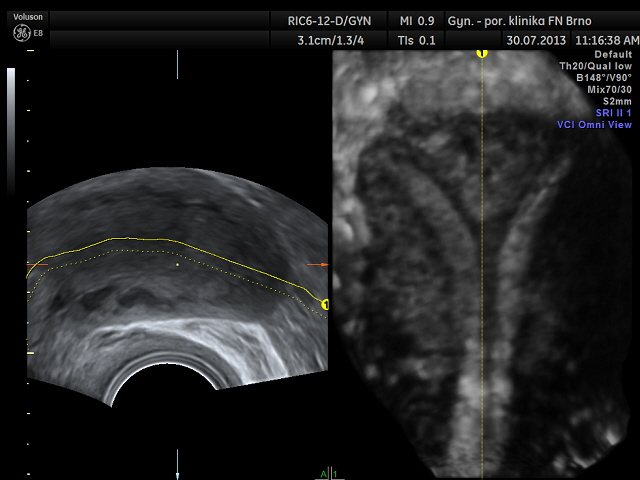 Voluson
E8
RIC6-12-D/GYN
MI 0.9
Gyn. - por. klinika FN Brno
3.1cm/1.3/4
TIs 0.1
30.07.2013
11:16:38 AM
Default
Th20/Qual low
B148°/V90°
Mix70/30
S2mm
SRI II 1
VCI Omni View
1
1
A 1